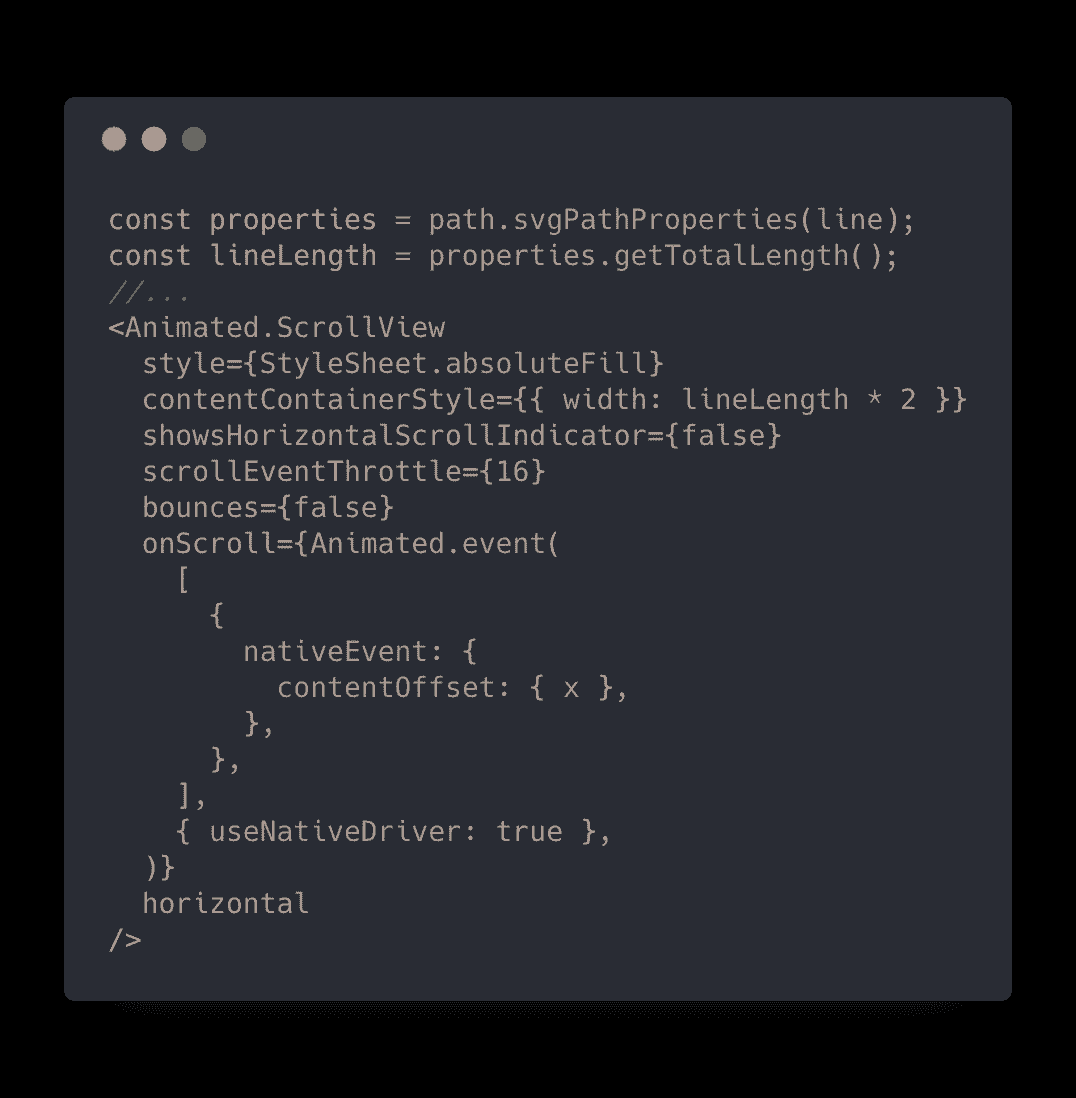 const properties = path.svgPathProperties(line);
const lineLength = properties.getTotalLength();
//...
<Animated.ScrollView
  style={StyleSheet.absoluteFill}
  contentContainerStyle={{ width: lineLength * 2 }}
  showsHorizontalScrollIndicator={false}
  scrollEventThrottle={16}
  bounces={false}
  onScroll={Animated.event(
    [
      {
        nativeEvent: {
          contentOffset: { x },
        },
      },
    ],
    { useNativeDriver: true },
  )}
  horizontal
/>